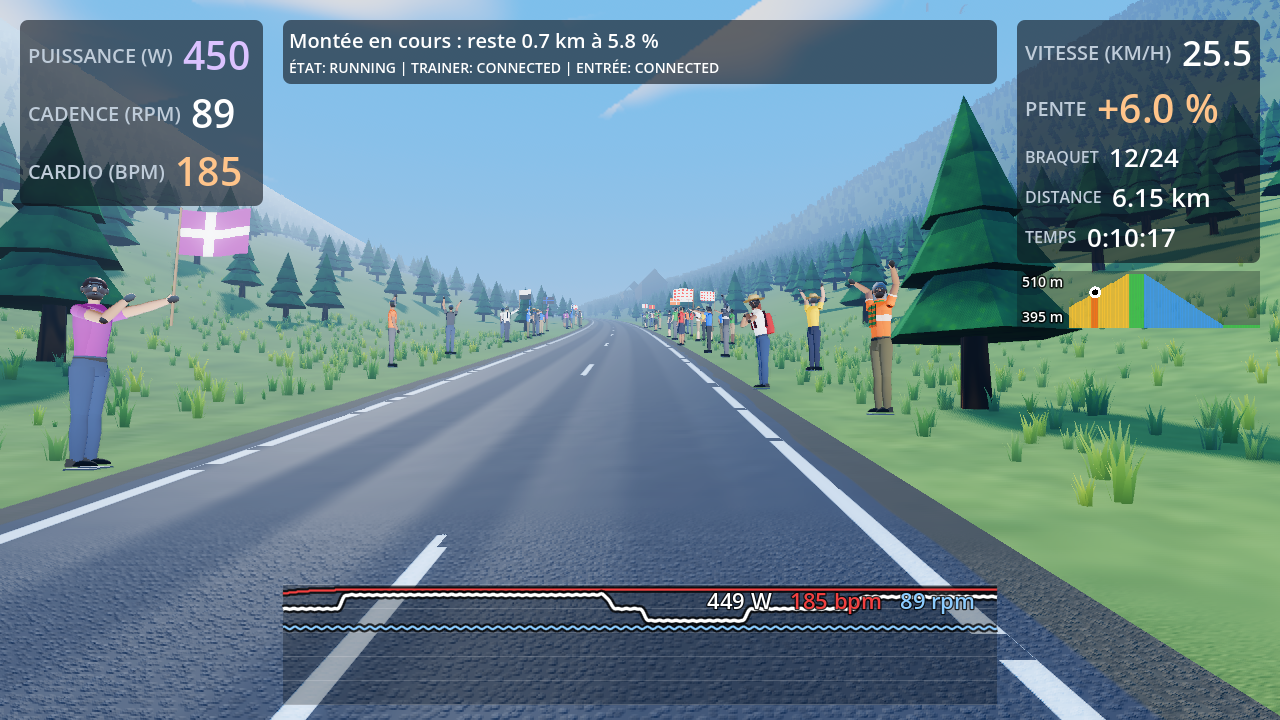 PUISSANCE (W) 450
CADENCE (RPM) 89
CARDIO (BPM) 185
Montée en cours : reste 0.7 km à 5.8 %
ÉTAT: RUNNING | TRAINER: CONNECTED | ENTRÉE: CONNECTED
VITESSE (KM/H) 25.5
PENTE +6.0 %
BRAQUET 12/24
DISTANCE 6.15 km
TEMPS 0:10:17
510 m
395 m
449 W 185 bpm 89 rpm